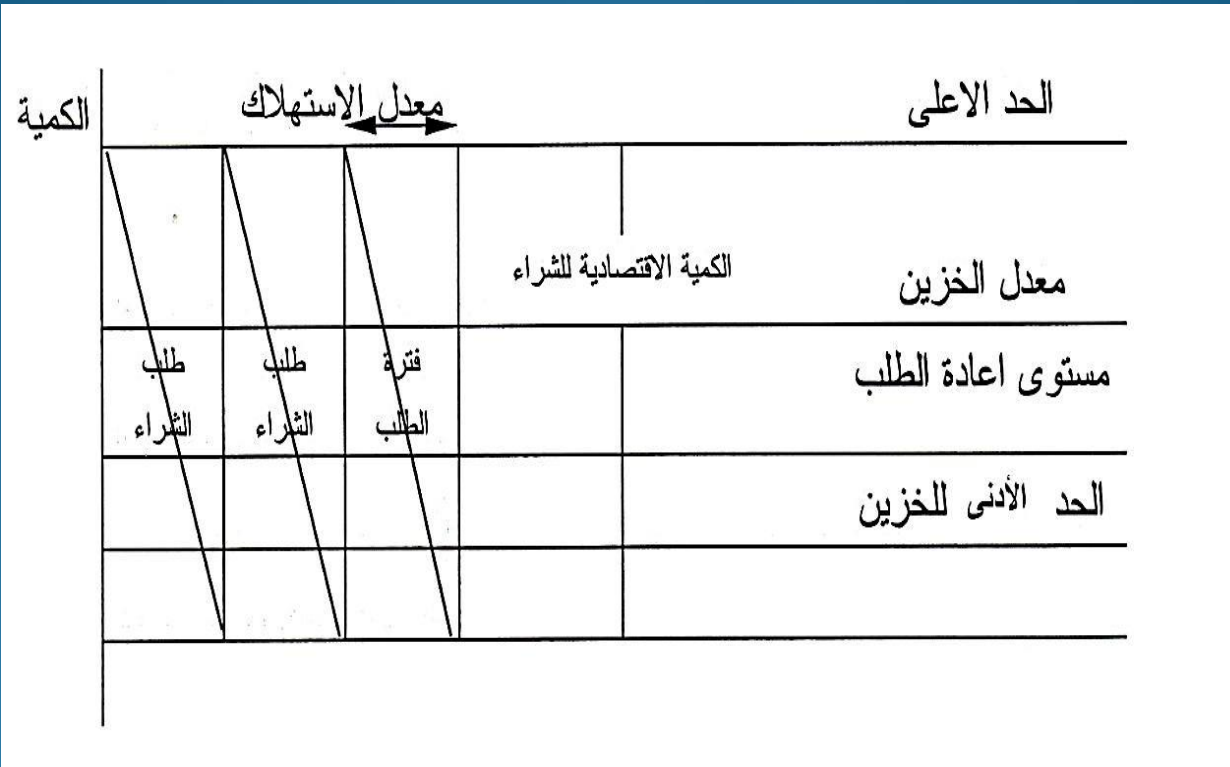 الحد الاعلى
معدل الاستهلاك
الكمية
الكمية الاقتصادية للشراء
معدل الخزين
مستوى اعادة الطلب
فترة
الطلب
طلب
الشراء
طلب
الشراء
الحد الأدنى للخزين